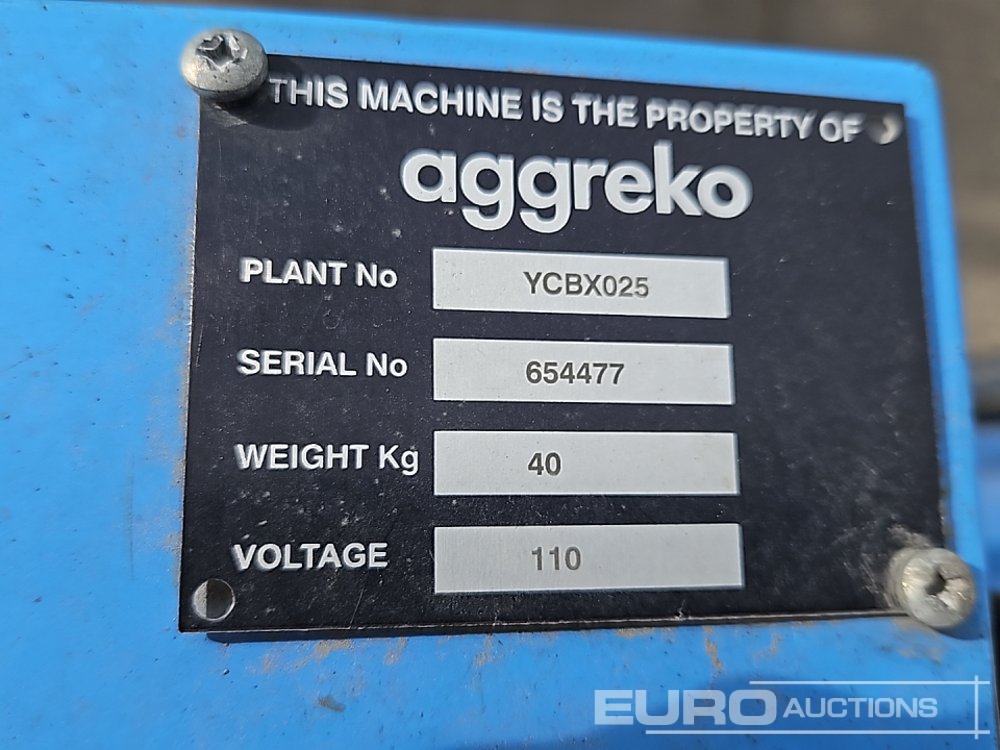 THIS MACHINE IS THE PROPERTY OF
aggreko
PLANT No YCBX025
SERIAL No 654477
WEIGHT Kg 40
VOLTAGE 110
EURO AUCTIONS